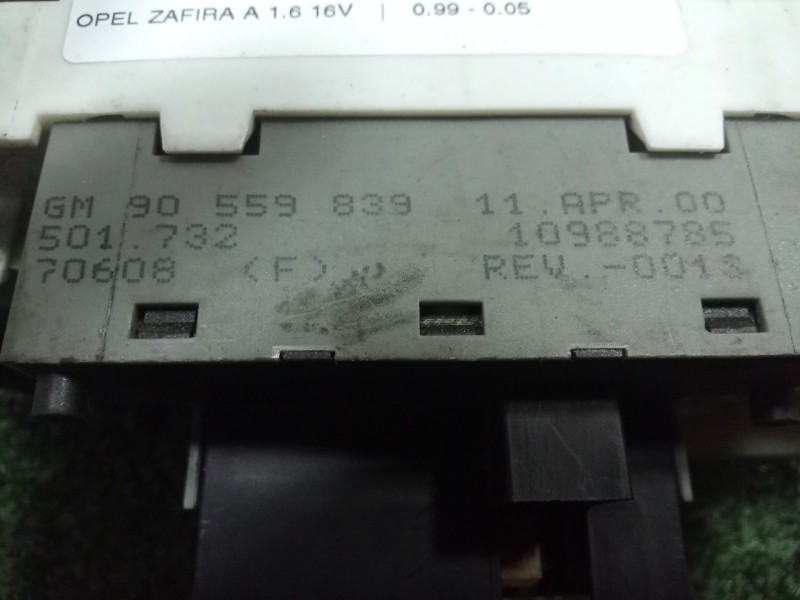 OPEL ZAFIRA A 1.6 16V | 0.99 - 0.05
GM 90 559 839 11.APR.00
501.732 10988785
70608 (F) REV.-001S